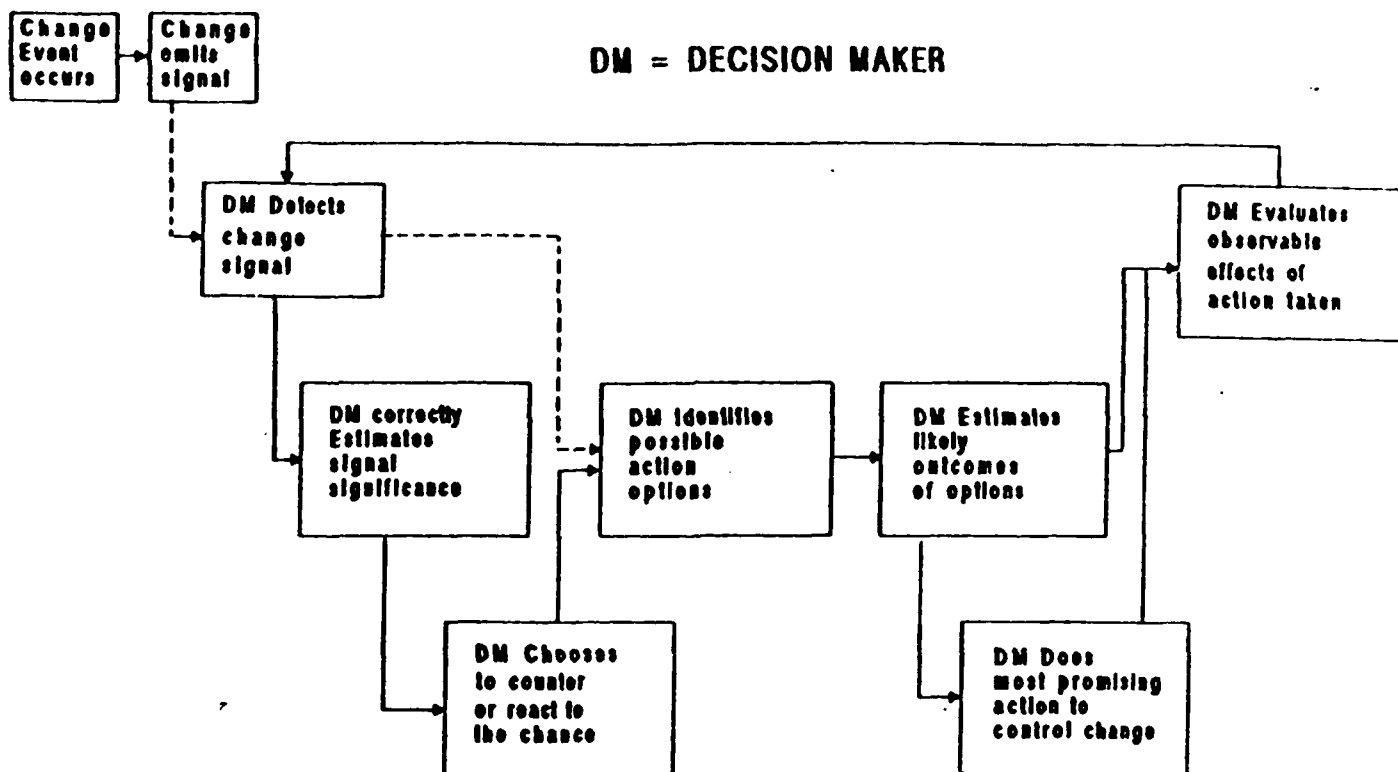 Change
Event
occurs
Change
emits
signal
DM = DECISION MAKER
DM Detects
change
signal
DM Evaluates
observable
effects of
action taken
DM correctly
Estimates
signal
significance
DM Identifies
possible
action
options
DM Estimates
likely
outcomes
of options
DM Chooses
to counter
or react to
the chance
DM Does
most promising
action to
control change